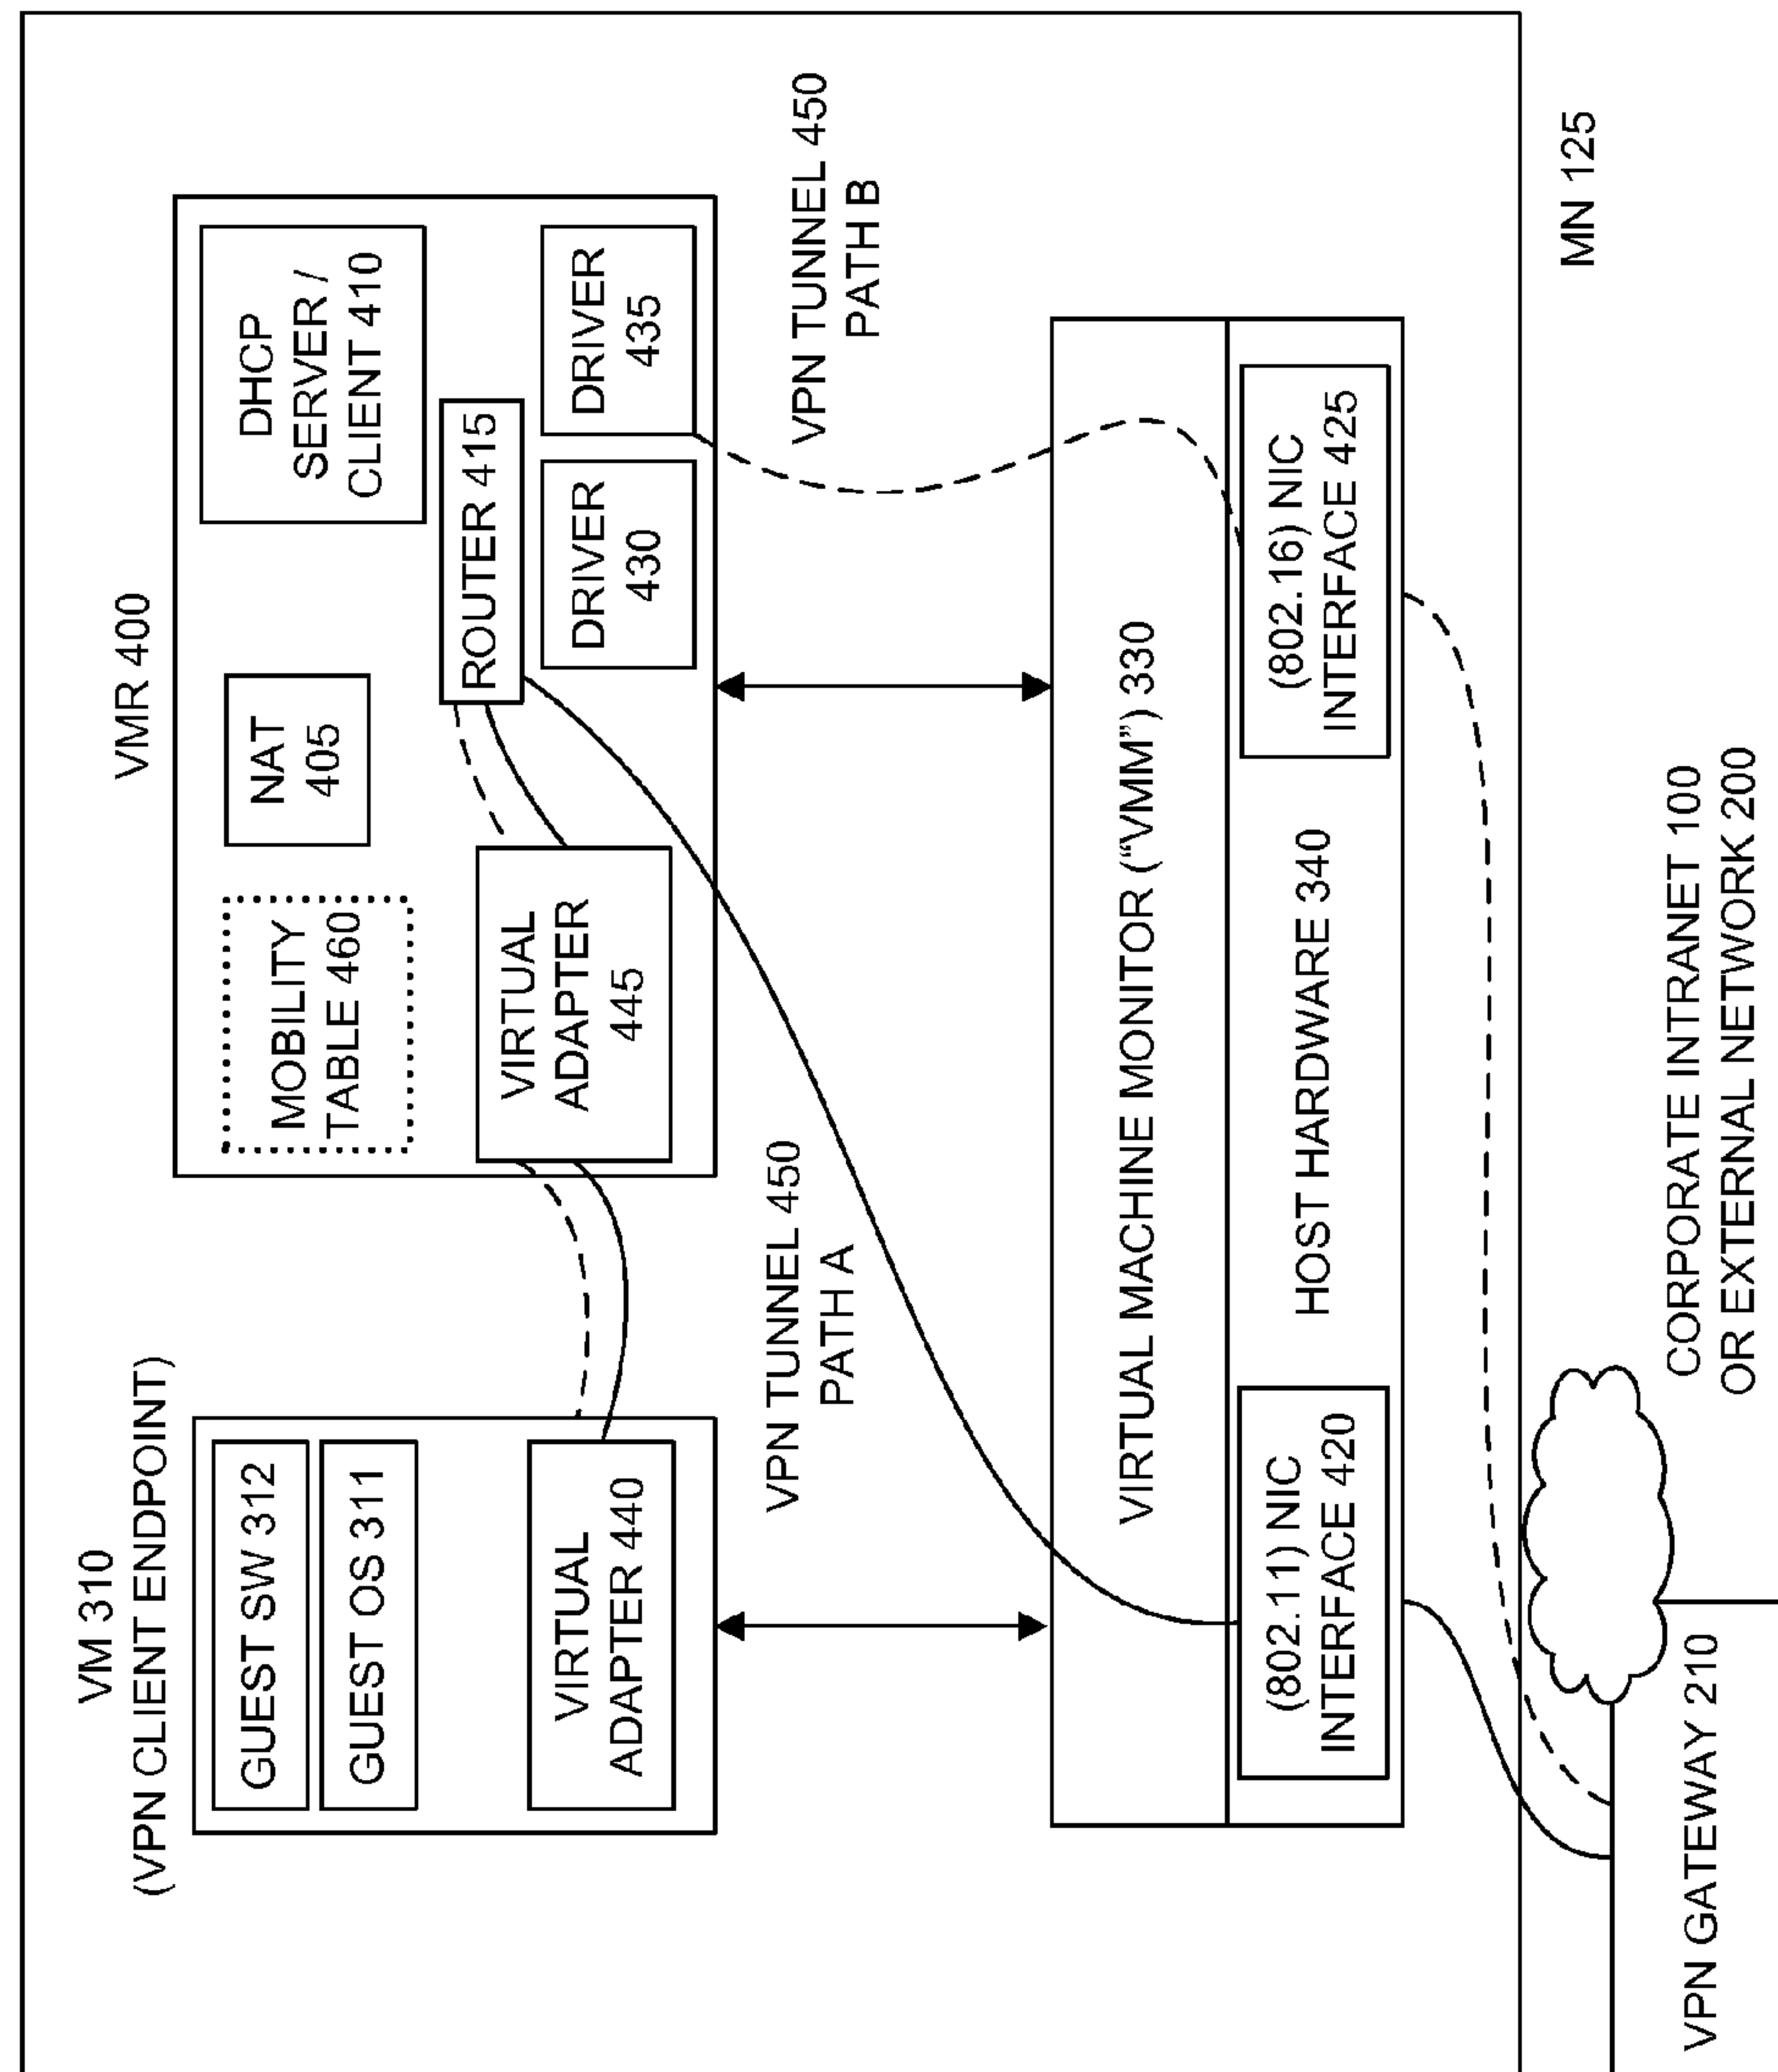 VM 310
(VPN CLIENT ENDPOINT)
GUEST SW 312
GUEST OS 311
VIRTUAL
ADAPTER 440
VMR 400
MOBILITY
TABLE 460
NAT
405
DHCP
SERVER /
CLIENT 410
VIRTUAL
ADAPTER
445
ROUTER 415
DRIVER
430
DRIVER
435
VPN TUNNEL 450
PATH A
VPN TUNNEL 450
PATH B
VIRTUAL MACHINE MONITOR (“VMM”) 330
(802.11) NIC
INTERFACE 420
HOST HARDWARE 340
(802.16) NIC
INTERFACE 425
MN 125
VPN GATEWAY 210
CORPORATE INTRANET 100
OR EXTERNAL NETWORK 200